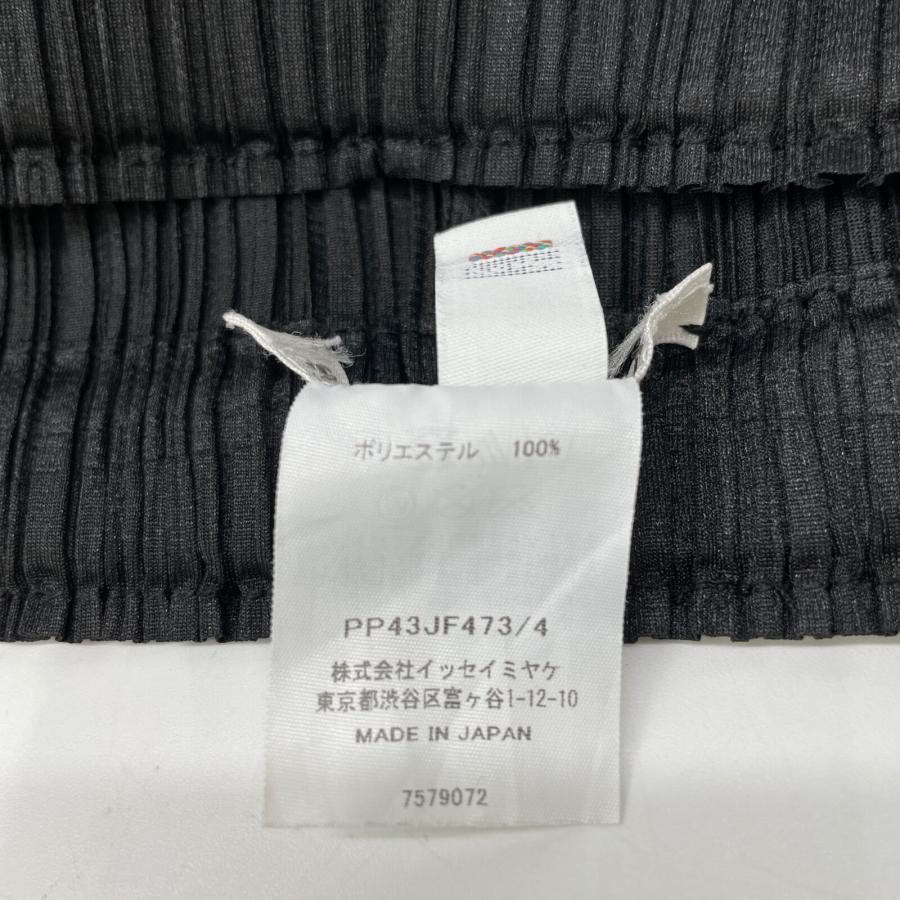 ポリエステル 100%
PP43JF473/4
株式会社イッセイミヤケ
東京都渋谷区富ヶ谷1-12-10
MADE IN JAPAN
7579072